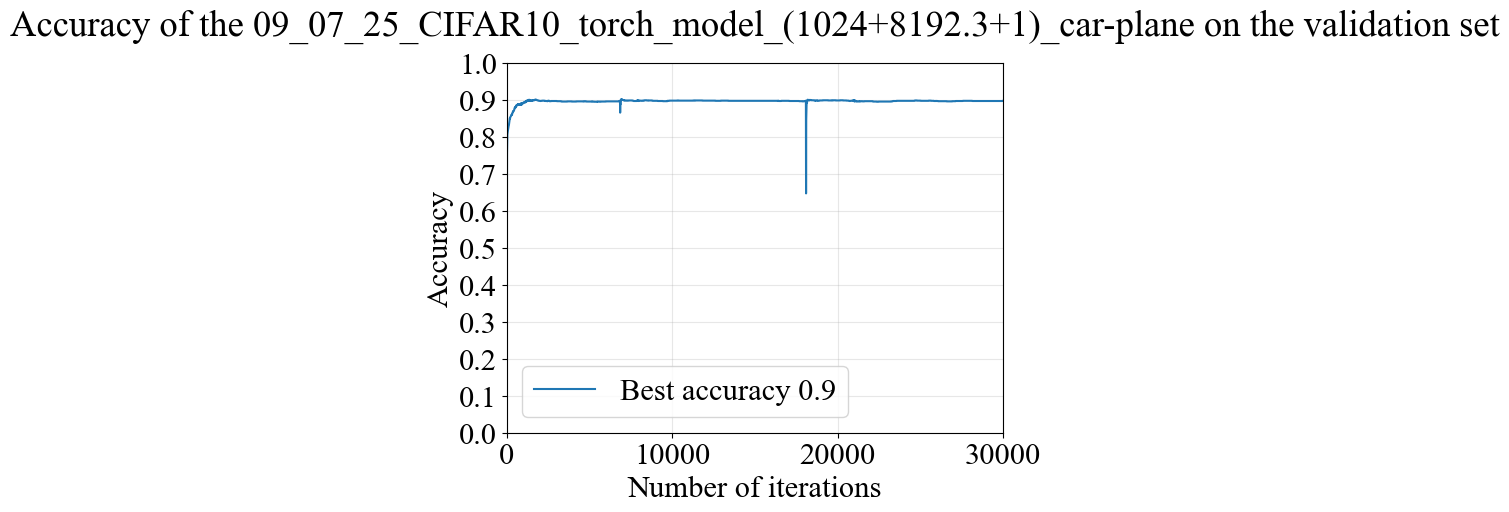 Accuracy of the 09_07_25_CIFAR10_torch_model_(1024+8192.3+1)_car-plane on the validation set
1.0
0.9
0.8
0.7
0.6
0.5
0.4
0.3
0.2
0.1
0.0
Accuracy
Best accuracy 0.9
0 10000 20000 30000
Number of iterations